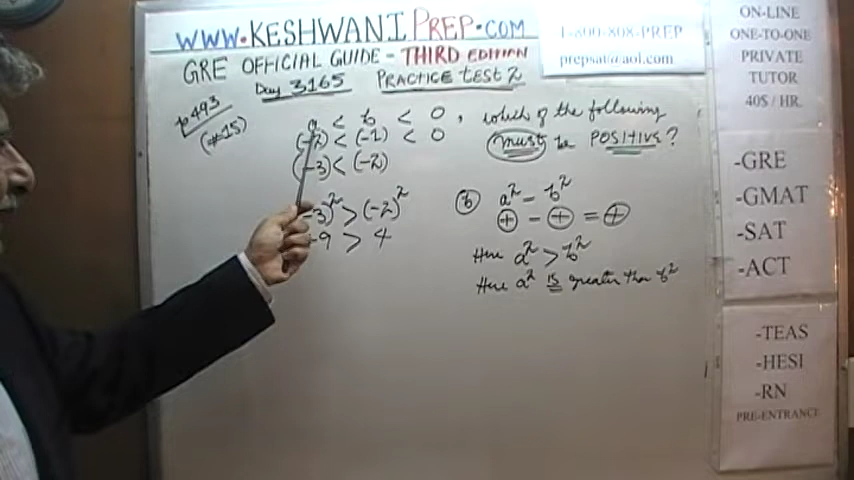 WWW.KESHWANIPREP.COM
1-800-808-PREP
prepsat@aol.com
GRE OFFICIAL GUIDE - THIRD EDITION
Day 3165 PRACTICE TEST 2
p493
(#15)
a < b < 0, which of the following
(-2) < (-1) < 0 must be POSITIVE?
(-3) < (-2)
-3)² > (-2)²
9 > 4
(b) a² - b²
⊕ - ⊕ = ⊕
Here a² > b²
Here a² is greater than b²
ON-LINE
ONE-TO-ONE
PRIVATE
TUTOR
40$ / HR.
-GRE
-GMAT
-SAT
-ACT
-TEAS
-HESI
-RN
PRE-ENTRANCE